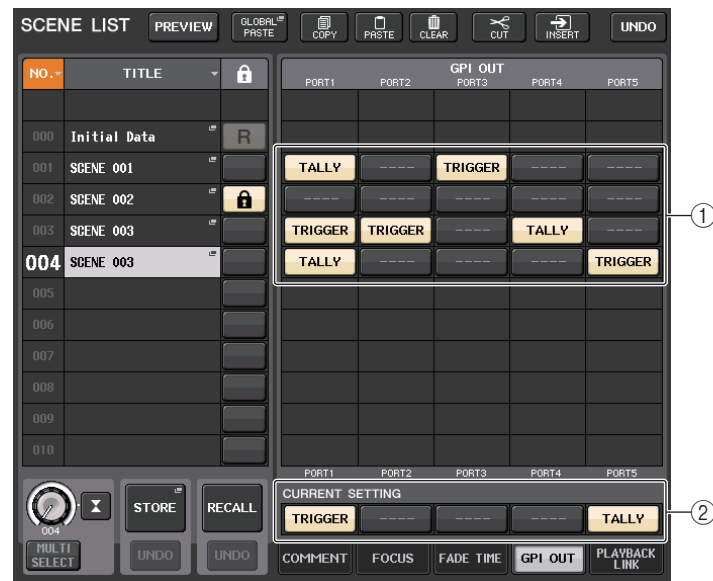 SCENE LIST PREVIEW GLOBAL PASTE COPY PASTE CLEAR CUT INSERT UNDO
NO. TITLE GPI OUT
PORT1 PORT2 PORT3 PORT4 PORT5
000 Initial Data R
001 SCENE 001 TALLY ---- TRIGGER ---- ----
002 SCENE 002 ---- ---- ---- ---- ----
003 SCENE 003 TRIGGER TRIGGER ---- TALLY ----
004 SCENE 003 TALLY ---- ---- ---- TRIGGER
005
006
007
008
009
010
1
PORT1 PORT2 PORT3 PORT4 PORT5
CURRENT SETTING
TRIGGER ---- ---- ---- TALLY
2
004 STORE RECALL
MULTI SELECT UNDO UNDO
COMMENT FOCUS FADE TIME GPI OUT PLAYBACK LINK